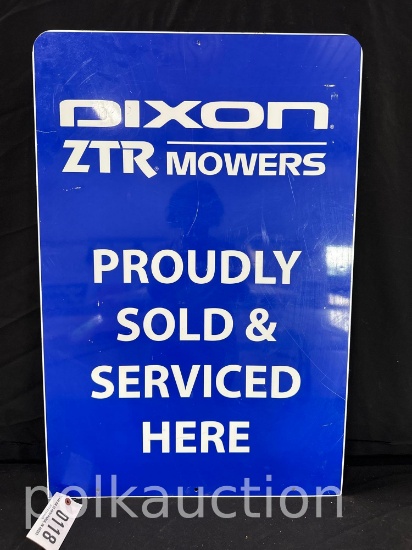 DIXON®
ZTR® MOWERS
PROUDLY
SOLD &
SERVICED
HERE
polkauction
0118